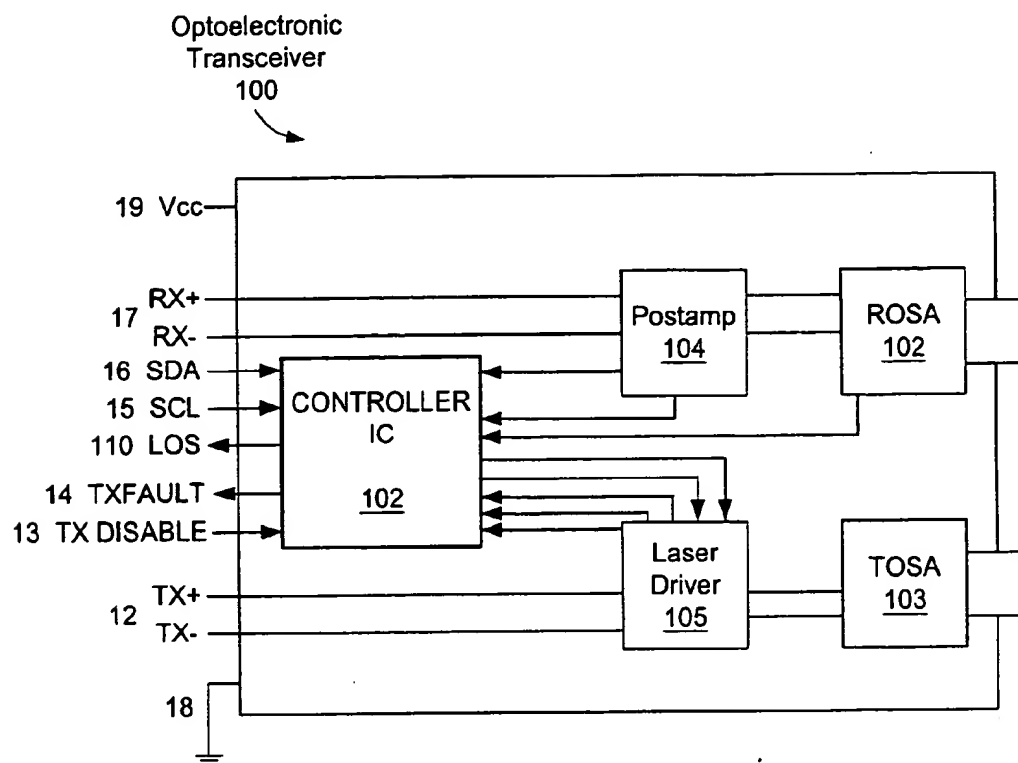 Optoelectronic
Transceiver
100
19 Vcc
RX+
17
RX-
16 SDA
15 SCL
110 LOS
14 TXFAULT
13 TX DISABLE
TX+
12
TX-
18
CONTROLLER
IC
102
Postamp
104
ROSA
102
Laser
Driver
105
TOSA
103